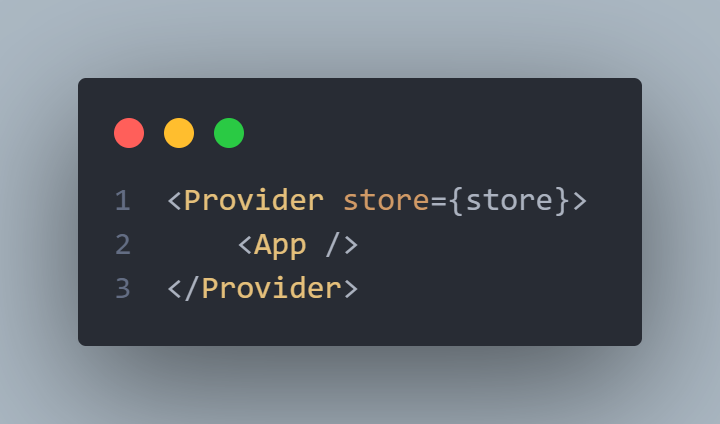 1 <Provider store={store}>
2     <App />
3 </Provider>